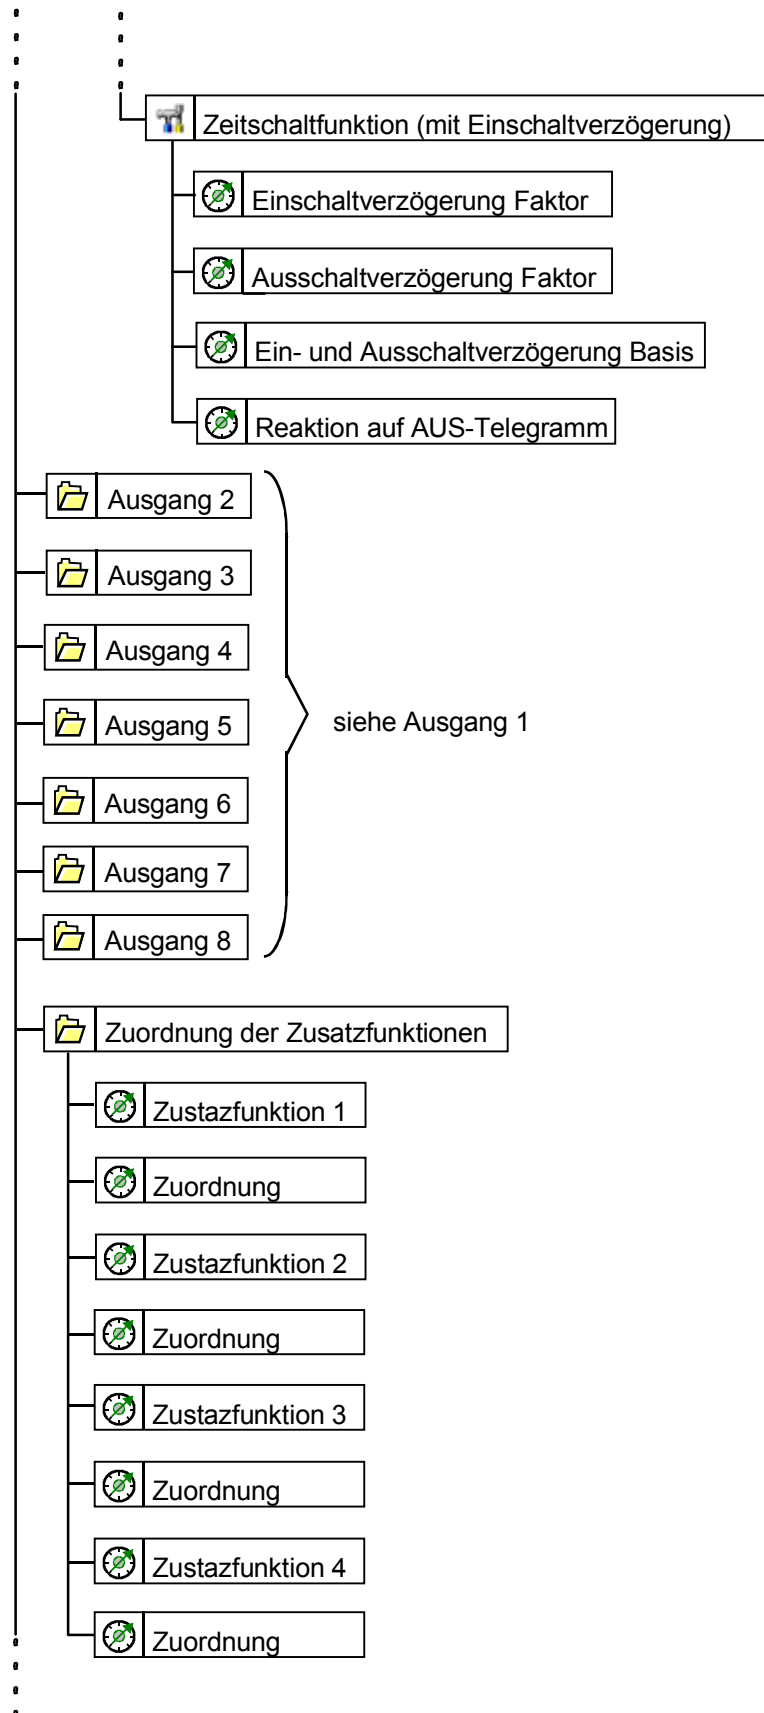 Zeitschaltfunktion (mit Einschaltverzögerung)
Einschaltverzögerung Faktor
Ausschaltverzögerung Faktor
Ein- und Ausschaltverzögerung Basis
Reaktion auf AUS-Telegramm
Ausgang 2
Ausgang 3
Ausgang 4
Ausgang 5
siehe Ausgang 1
Ausgang 6
Ausgang 7
Ausgang 8
Zuordnung der Zusatzfunktionen
Zustazfunktion 1
Zuordnung
Zustazfunktion 2
Zuordnung
Zustazfunktion 3
Zuordnung
Zustazfunktion 4
Zuordnung